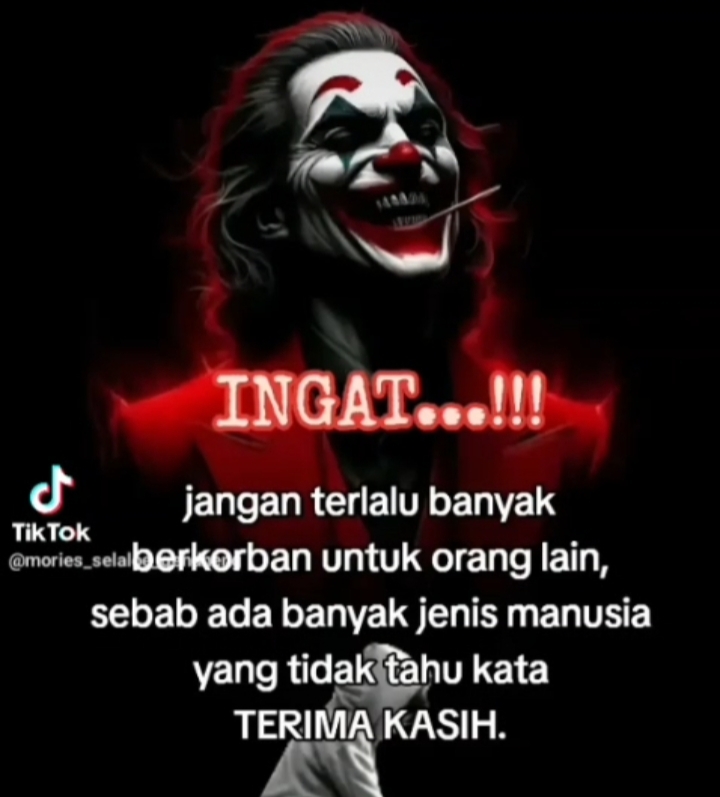 INGAT...!!!
jangan terlalu banyak
TikTok
berkorban untuk orang lain,
sebab ada banyak jenis manusia
yang tidak tahu kata
TERIMA KASIH.